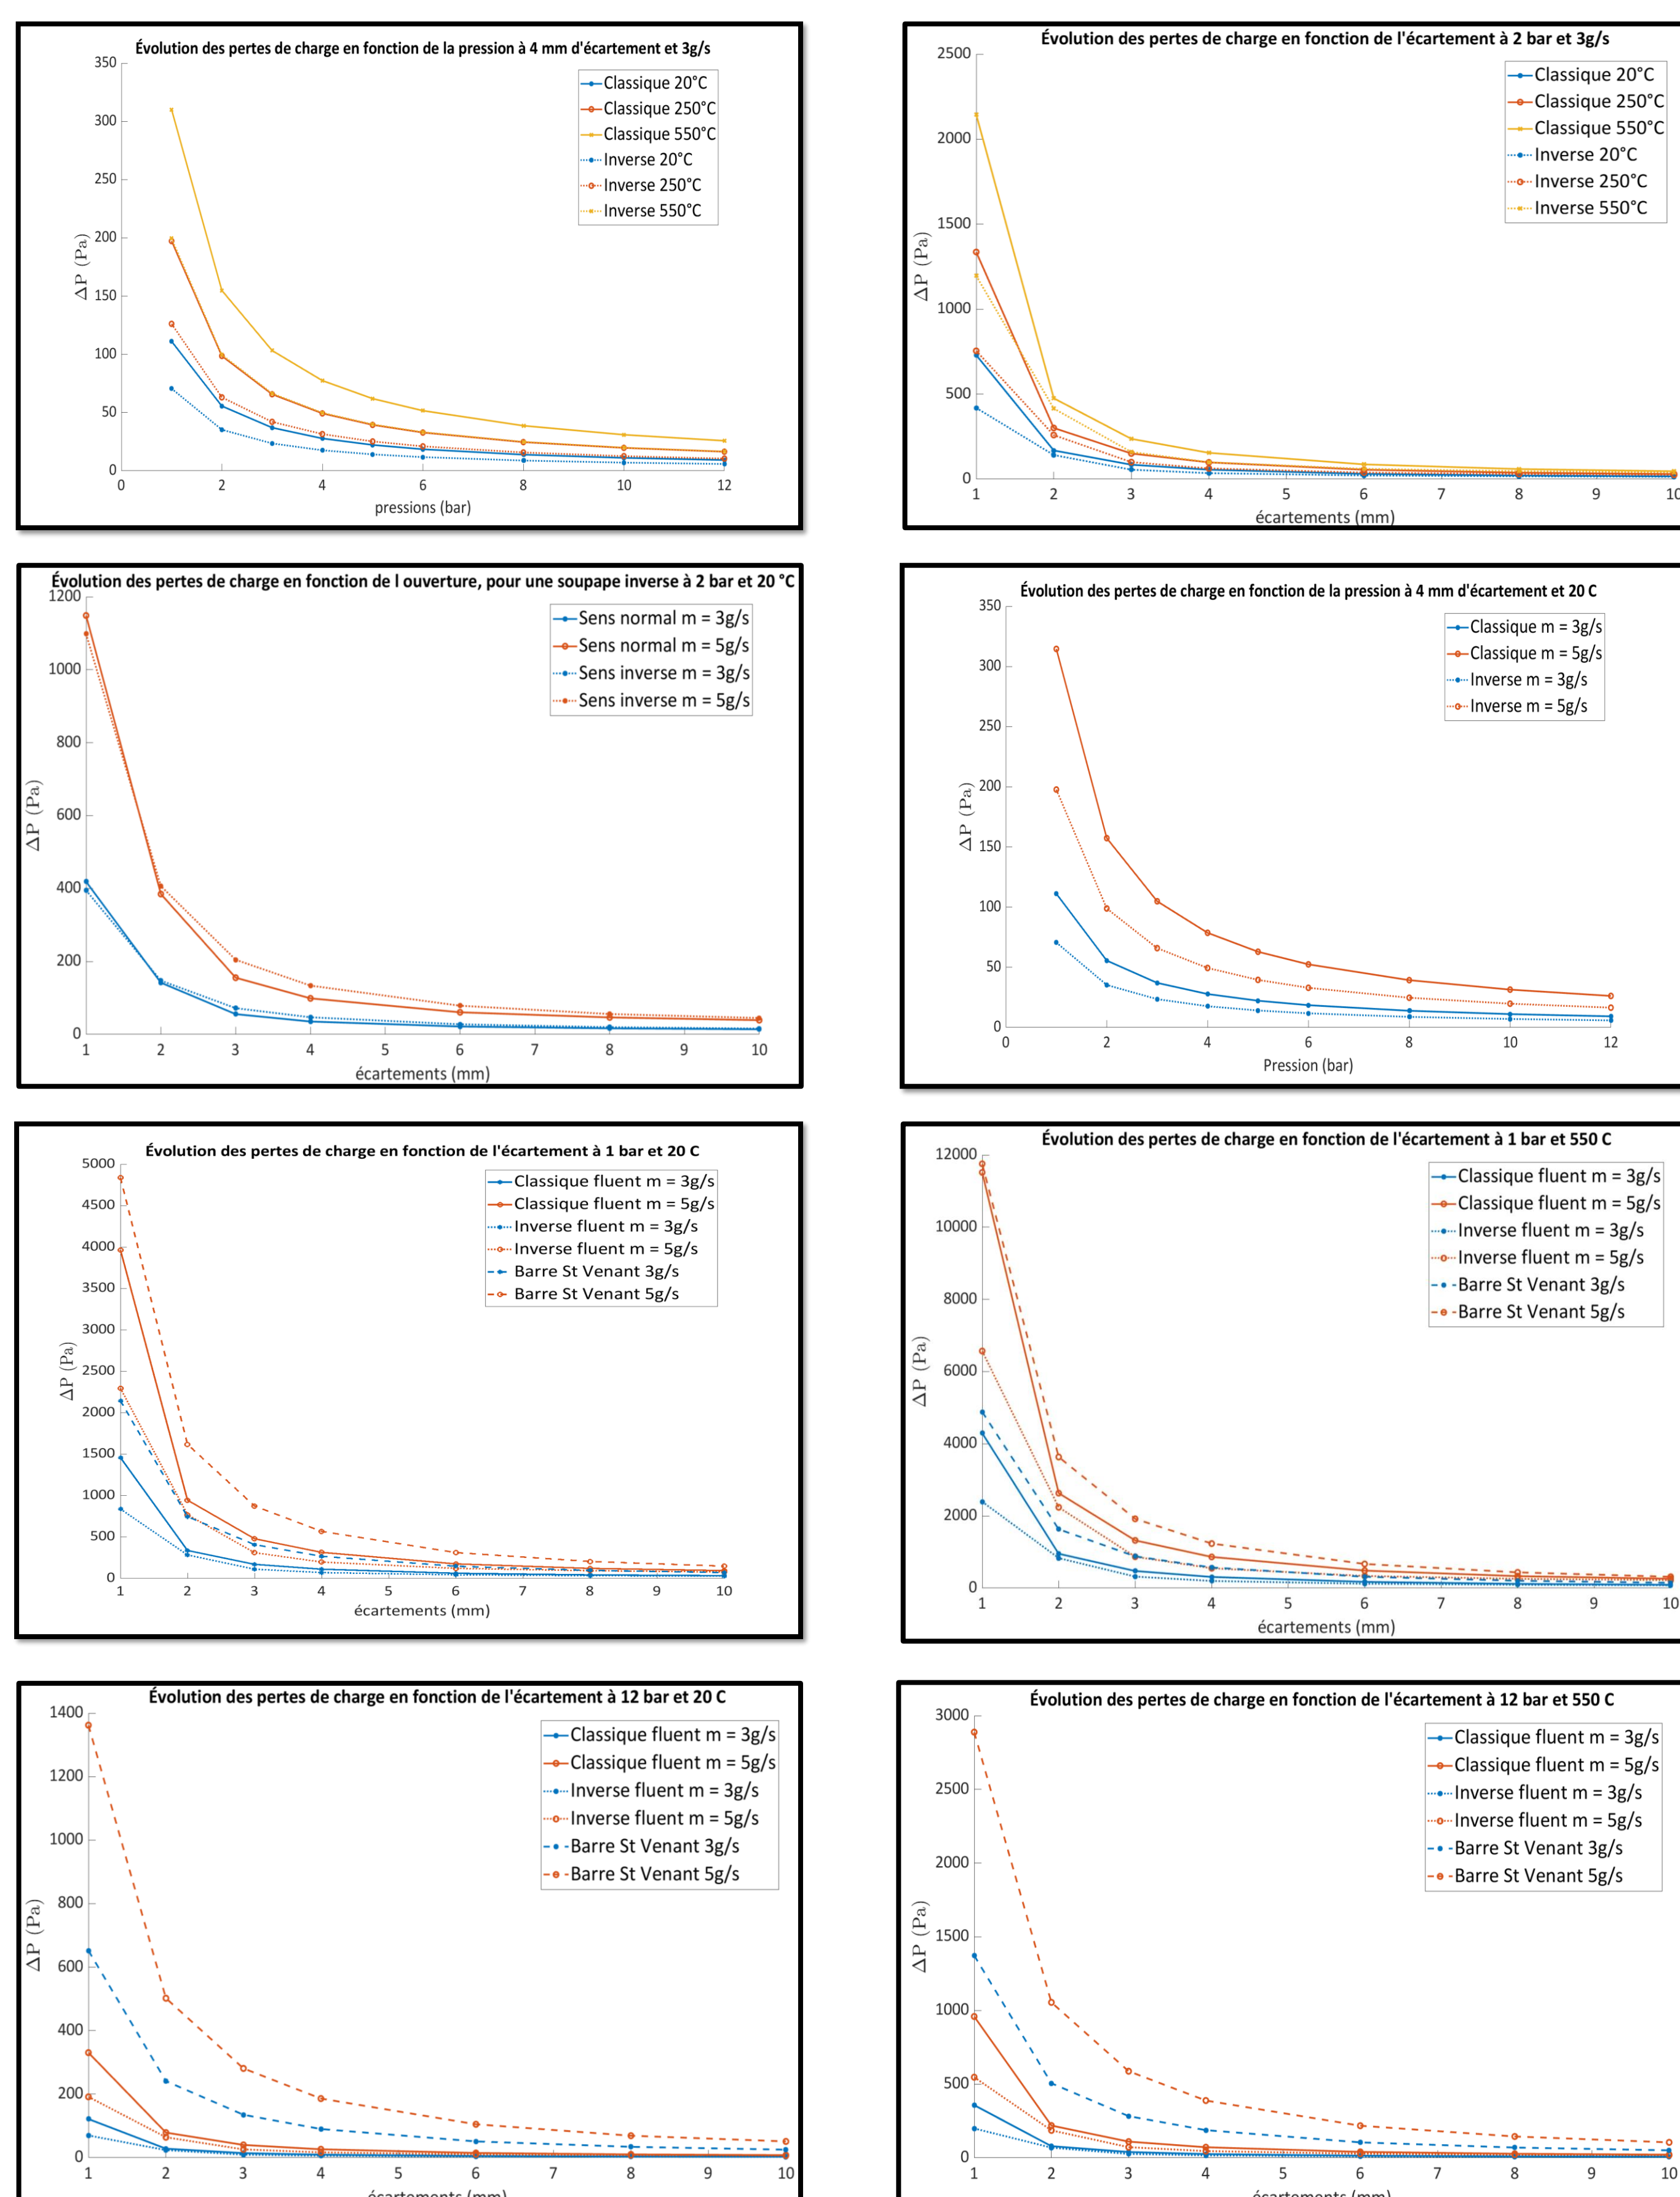 Évolution des pertes de charge en fonction de la pression à 4 mm d'écartement et 3g/s
350
300
250
200
150
100
50
0
ΔP (Pa)
Classique 20°C
Classique 250°C
Classique 550°C
Inverse 20°C
Inverse 250°C
Inverse 550°C
0 2 4 6 8 10 12
pressions (bar)
Évolution des pertes de charge en fonction de l'écartement à 2 bar et 3g/s
2500
2000
1500
1000
500
0
ΔP (Pa)
Classique 20°C
Classique 250°C
Classique 550°C
Inverse 20°C
Inverse 250°C
Inverse 550°C
1 2 3 4 5 6 7 8 9 10
écartements (mm)
Évolution des pertes de charge en fonction de l ouverture, pour une soupape inverse à 2 bar et 20 °C
1200
1000
800
600
400
200
0
ΔP (Pa)
Sens normal m = 3g/s
Sens normal m = 5g/s
Sens inverse m = 3g/s
Sens inverse m = 5g/s
1 2 3 4 5 6 7 8 9 10
écartements (mm)
Évolution des pertes de charge en fonction de la pression à 4 mm d'écartement et 20 C
350
300
250
200
150
100
50
0
ΔP (Pa)
Classique m = 3g/s
Classique m = 5g/s
Inverse m = 3g/s
Inverse m = 5g/s
0 2 4 6 8 10 12
Pression (bar)
Évolution des pertes de charge en fonction de l'écartement à 1 bar et 20 C
5000
4500
4000
3500
3000
2500
2000
1500
1000
500
0
ΔP (Pa)
Classique fluent m = 3g/s
Classique fluent m = 5g/s
Inverse fluent m = 3g/s
Inverse fluent m = 5g/s
Barre St Venant 3g/s
Barre St Venant 5g/s
1 2 3 4 5 6 7 8 9 10
écartements (mm)
Évolution des pertes de charge en fonction de l'écartement à 1 bar et 550 C
12000
10000
8000
6000
4000
2000
0
ΔP (Pa)
Classique fluent m = 3g/s
Classique fluent m = 5g/s
Inverse fluent m = 3g/s
Inverse fluent m = 5g/s
Barre St Venant 3g/s
Barre St Venant 5g/s
1 2 3 4 5 6 7 8 9 10
écartements (mm)
Évolution des pertes de charge en fonction de l'écartement à 12 bar et 20 C
1400
1200
1000
800
600
400
200
0
ΔP (Pa)
Classique fluent m = 3g/s
Classique fluent m = 5g/s
Inverse fluent m = 3g/s
Inverse fluent m = 5g/s
Barre St Venant 3g/s
Barre St Venant 5g/s
1 2 3 4 5 6 7 8 9 10
écartements (mm)
Évolution des pertes de charge en fonction de l'écartement à 12 bar et 550 C
3000
2500
2000
1500
1000
500
0
ΔP (Pa)
Classique fluent m = 3g/s
Classique fluent m = 5g/s
Inverse fluent m = 3g/s
Inverse fluent m = 5g/s
Barre St Venant 3g/s
Barre St Venant 5g/s
1 2 3 4 5 6 7 8 9 10
écartements (mm)